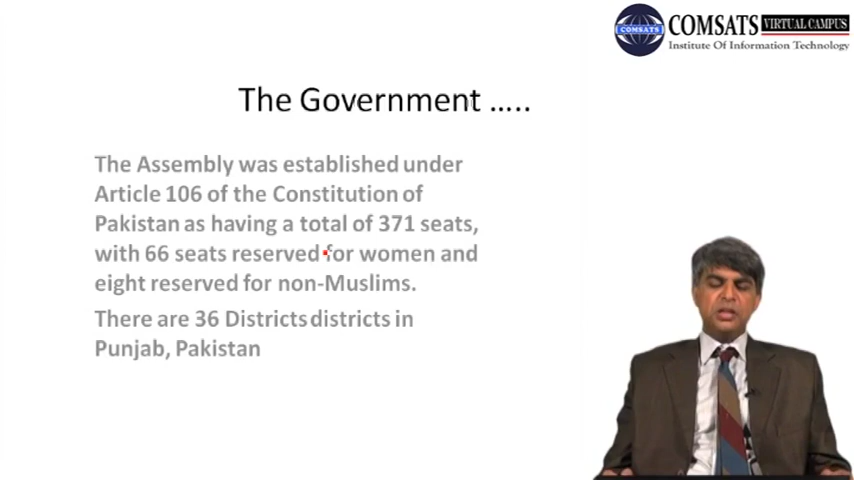 COMSATS
COMSATS VIRTUAL CAMPUS
Institute Of Information Technology
The Government …..
The Assembly was established under
Article 106 of the Constitution of
Pakistan as having a total of 371 seats,
with 66 seats reserved for women and
eight reserved for non-Muslims.
There are 36 Districts districts in
Punjab, Pakistan